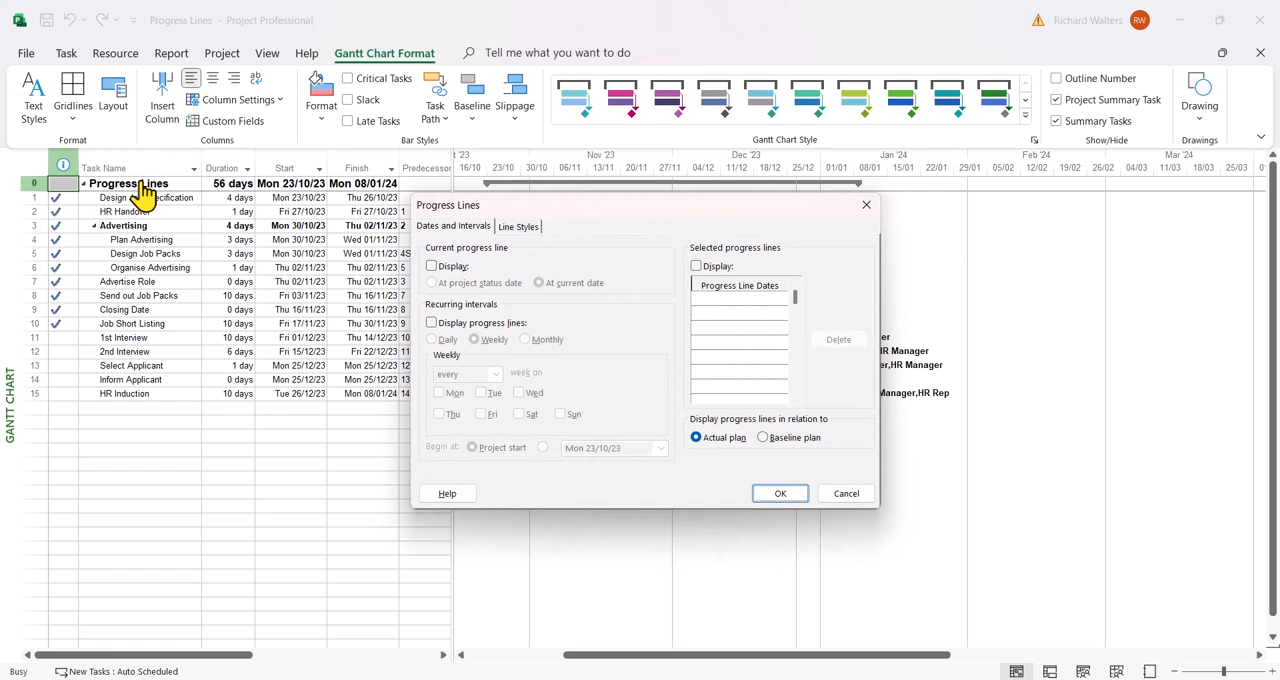 Progress Lines - Project Professional
Richard Walters
RW
File Task Resource Report Project View Help Gantt Chart Format Tell me what you want to do
Text Styles
Gridlines
Layout
Format
Insert Column
Column Settings
Custom Fields
Columns
Format
Critical Tasks
Slack
Late Tasks
Task Path
Baseline
Slippage
Bar Styles
Gantt Chart Style
Outline Number
Project Summary Task
Summary Tasks
Show/Hide
Drawing
Drawings
Task Name Duration Start Finish Predecessor
'23 Nov '23 Dec '23 Jan '24 Feb '24 Mar '24
16/10 23/10 30/10 06/11 13/11 20/11 27/11 04/12 11/12 18/12 25/12 01/01 08/01 15/01 22/01 29/01 05/02 12/02 19/02 26/02 04/03 11/03 18/03 25/03
0 Progress Lines 56 days Mon 23/10/23 Mon 08/01/24
1 Design 4 days Mon 23/10/23 Thu 26/10/23
2 HR Handover 1 day Fri 27/10/23 Fri 27/10/23 1
3 Advertising 4 days Mon 30/10/23 Thu 02/11/23 2
4 Plan Advertising 3 days Mon 30/10/23 Wed 01/11/23
5 Design Job Packs 3 days Mon 30/10/23 Wed 01/11/23 4S
6 Organise Advertising 1 day Thu 02/11/23 Thu 02/11/23 5
7 Advertise Role 0 days Thu 02/11/23 Thu 02/11/23 3
8 Send out Job Packs 10 days Fri 03/11/23 Thu 16/11/23 7
9 Closing Date 0 days Thu 16/11/23 Thu 16/11/23 8
10 Job Short Listing 10 days Fri 17/11/23 Thu 30/11/23 9
11 1st Interview 10 days Fri 01/12/23 Thu 14/12/23 10 er
12 2nd Interview 6 days Fri 15/12/23 Fri 22/12/23 11 HR Manager
13 Select Applicant 1 day Mon 25/12/23 Mon 25/12/23 12 er,HR Manager
14 Inform Applicant 0 days Mon 25/12/23 Mon 25/12/23 13
15 HR Induction 10 days Tue 26/12/23 Mon 08/01/24 14 Manager,HR Rep
GANTT CHART
Progress Lines
Dates and Intervals Line Styles
Current progress line
Display:
At project status date At current date
Recurring intervals
Display progress lines:
Daily Weekly Monthly
Weekly
every week on
Mon Tue Wed
Thu Fri Sat Sun
Begin at: Project start Mon 23/10/23
Selected progress lines
Display:
Progress Line Dates
Delete
Display progress lines in relation to
Actual plan Baseline plan
Help OK Cancel
Busy New Tasks : Auto Scheduled